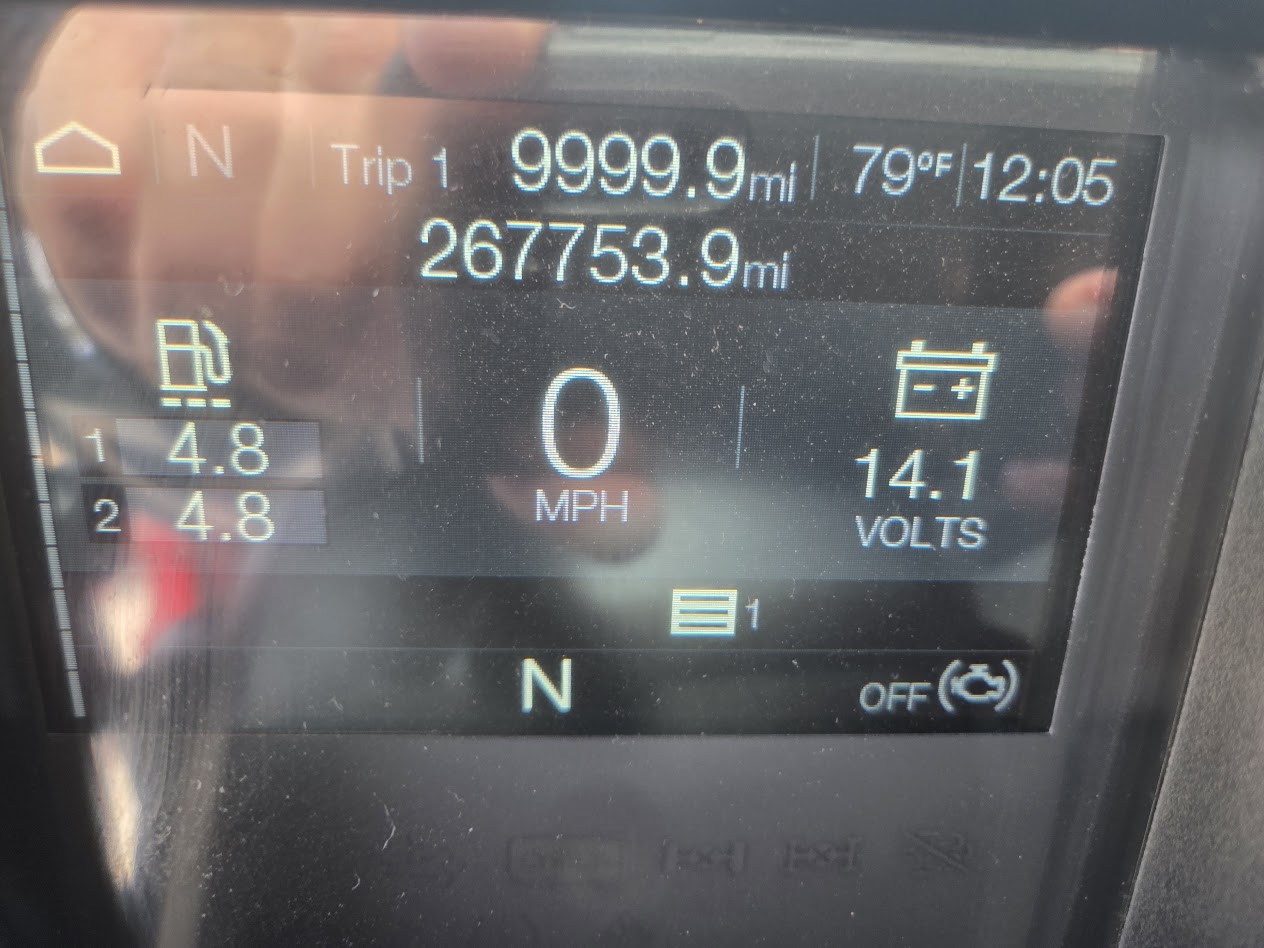 N Trip 1 9999.9mi 79°F 12:05
267753.9mi
1 4.8
2 4.8
0
MPH
- +
14.1
VOLTS
1
N OFF